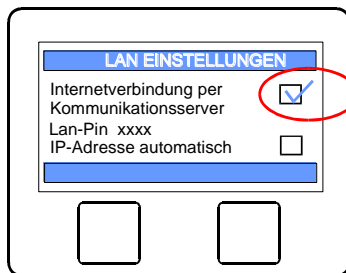 LAN EINSTELLUNGEN
Internetverbindung per
Kommunikationsserver
Lan-Pin xxxx
IP-Adresse automatisch